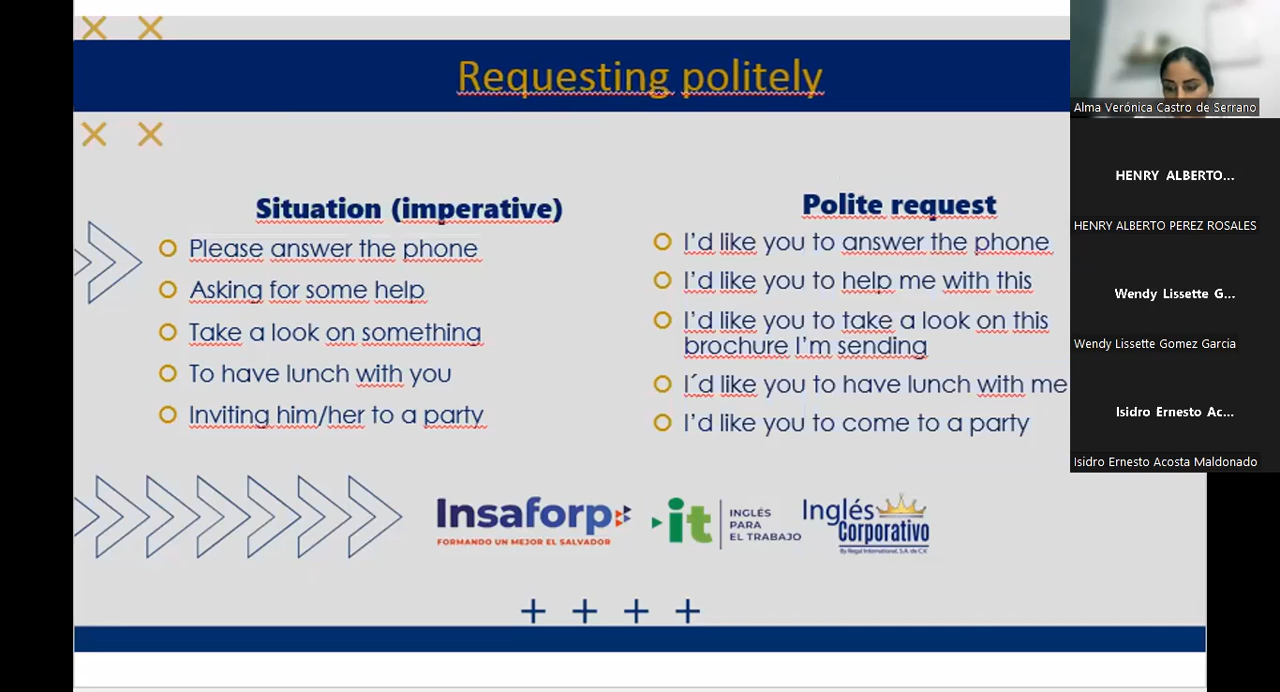 Requesting politely
Situation (imperative)
Please answer the phone
Asking for some help
Take a look on something
To have lunch with you
Inviting him/her to a party
Polite request
I'd like you to answer the phone
I'd like you to help me with this
I'd like you to take a look on this
brochure I'm sending
I´d like you to have lunch with me
I'd like you to come to a party
Insaforp
FORMANDO UN MEJOR EL SALVADOR
it
INGLÉS
PARA
EL TRABAJO
Inglés
Corporativo
By Regal International, S.A. de C.V.
Alma Verónica Castro de Serrano
HENRY ALBERTO...
HENRY ALBERTO PEREZ ROSALES
Wendy Lissette G...
Wendy Lissette Gomez Garcia
Isidro Ernesto Ac...
Isidro Ernesto Acosta Maldonado